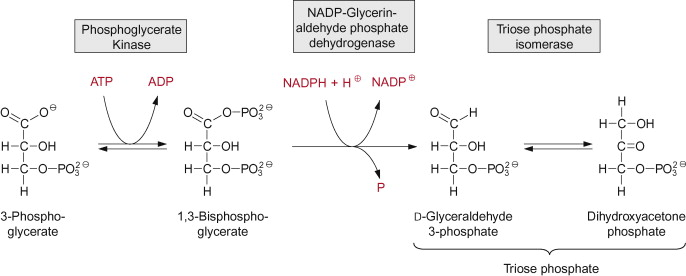 Phosphoglycerate
Kinase
NADP-Glycerin-
aldehyde phosphate
dehydrogenase
Triose phosphate
isomerase
ATP
ADP
NADPH + H⊕
NADP⊕
O
O⊖
C
H—C—OH
H—C—O—PO₃²⊖
H
O
O—PO₃²⊖
C
H—C—OH
H—C—O—PO₃²⊖
H
P
O
H
C
H—C—OH
H—C—O—PO₃²⊖
H
H
H—C—OH
C=O
H—C—O—PO₃²⊖
H
3-Phospho-
glycerate
1,3-Bisphospho-
glycerate
D-Glyceraldehyde
3-phosphate
Dihydroxyacetone
phosphate
Triose phosphate